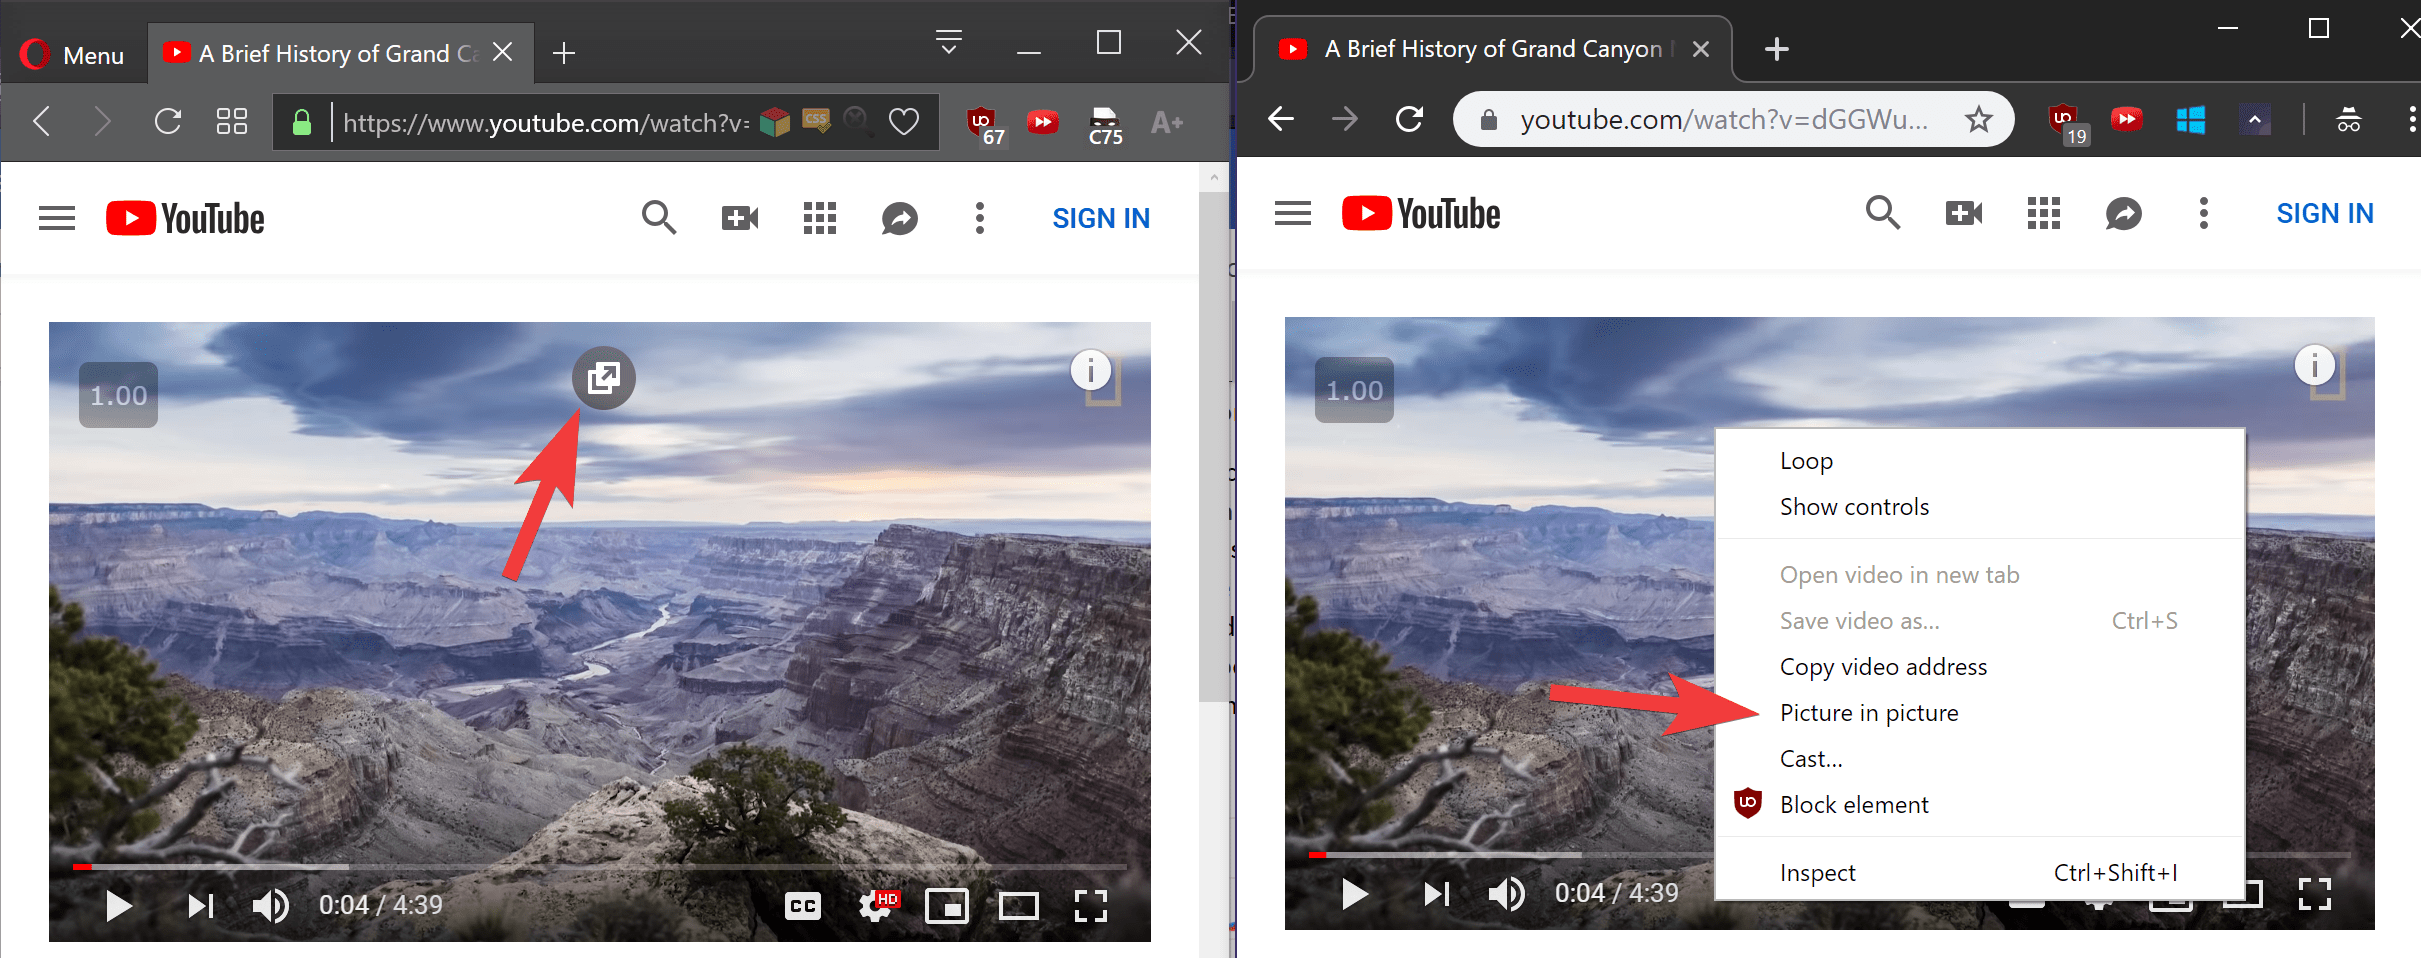 Menu
A Brief History of Grand Ca
https://www.youtube.com/watch?v=
CSS
67
C75
A+
YouTube
SIGN IN
1.00
i
0:04 / 4:39
CC
HD
A Brief History of Grand Canyon
youtube.com/watch?v=dGGWu...
19
YouTube
SIGN IN
1.00
i
Loop
Show controls
Open video in new tab
Save video as... Ctrl+S
Copy video address
Picture in picture
Cast...
Block element
Inspect Ctrl+Shift+I
0:04 / 4:39